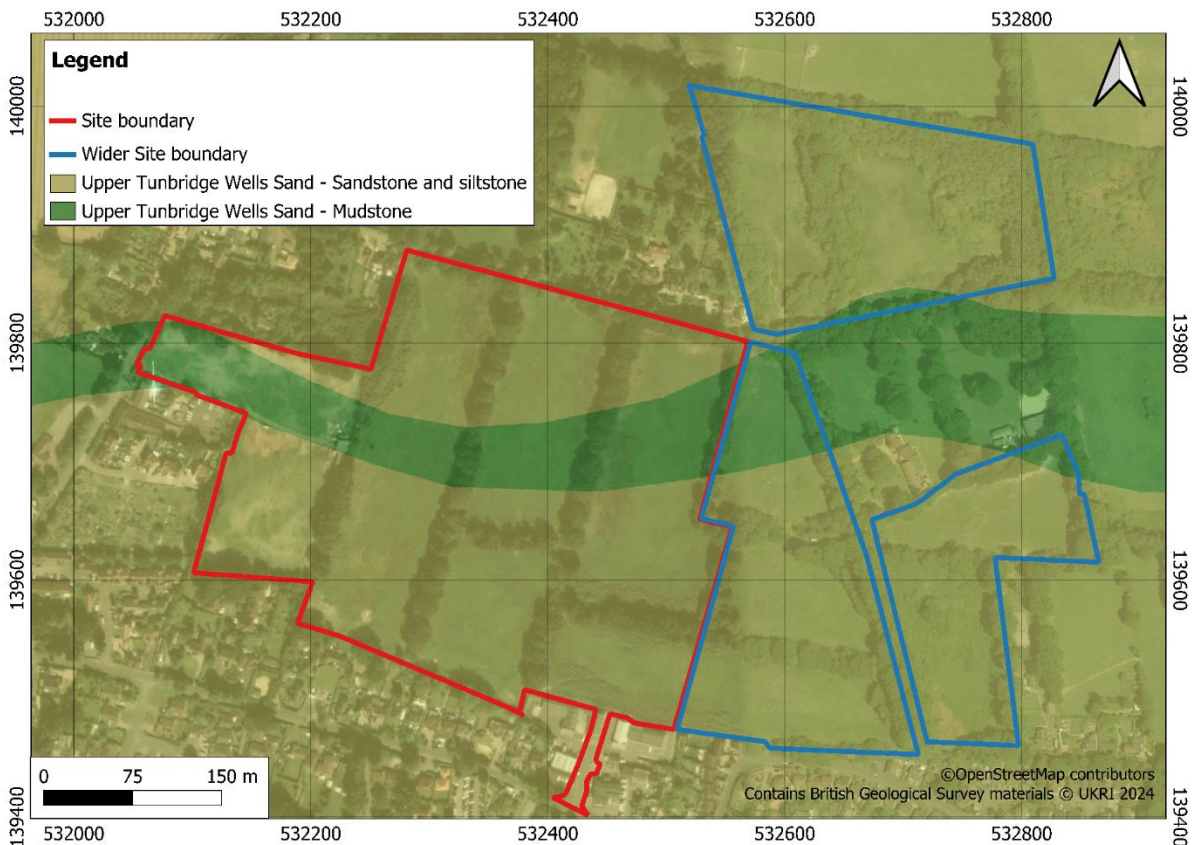 532000 532200 532400 532600 532800
Legend
Site boundary
Wider Site boundary
Upper Tunbridge Wells Sand - Sandstone and siltstone
Upper Tunbridge Wells Sand - Mudstone
140000 140000
139800 139800
139600 139600
139400 139400
0 75 150 m
©OpenStreetMap contributors
Contains British Geological Survey materials © UKRI 2024
532000 532200 532400 532600 532800